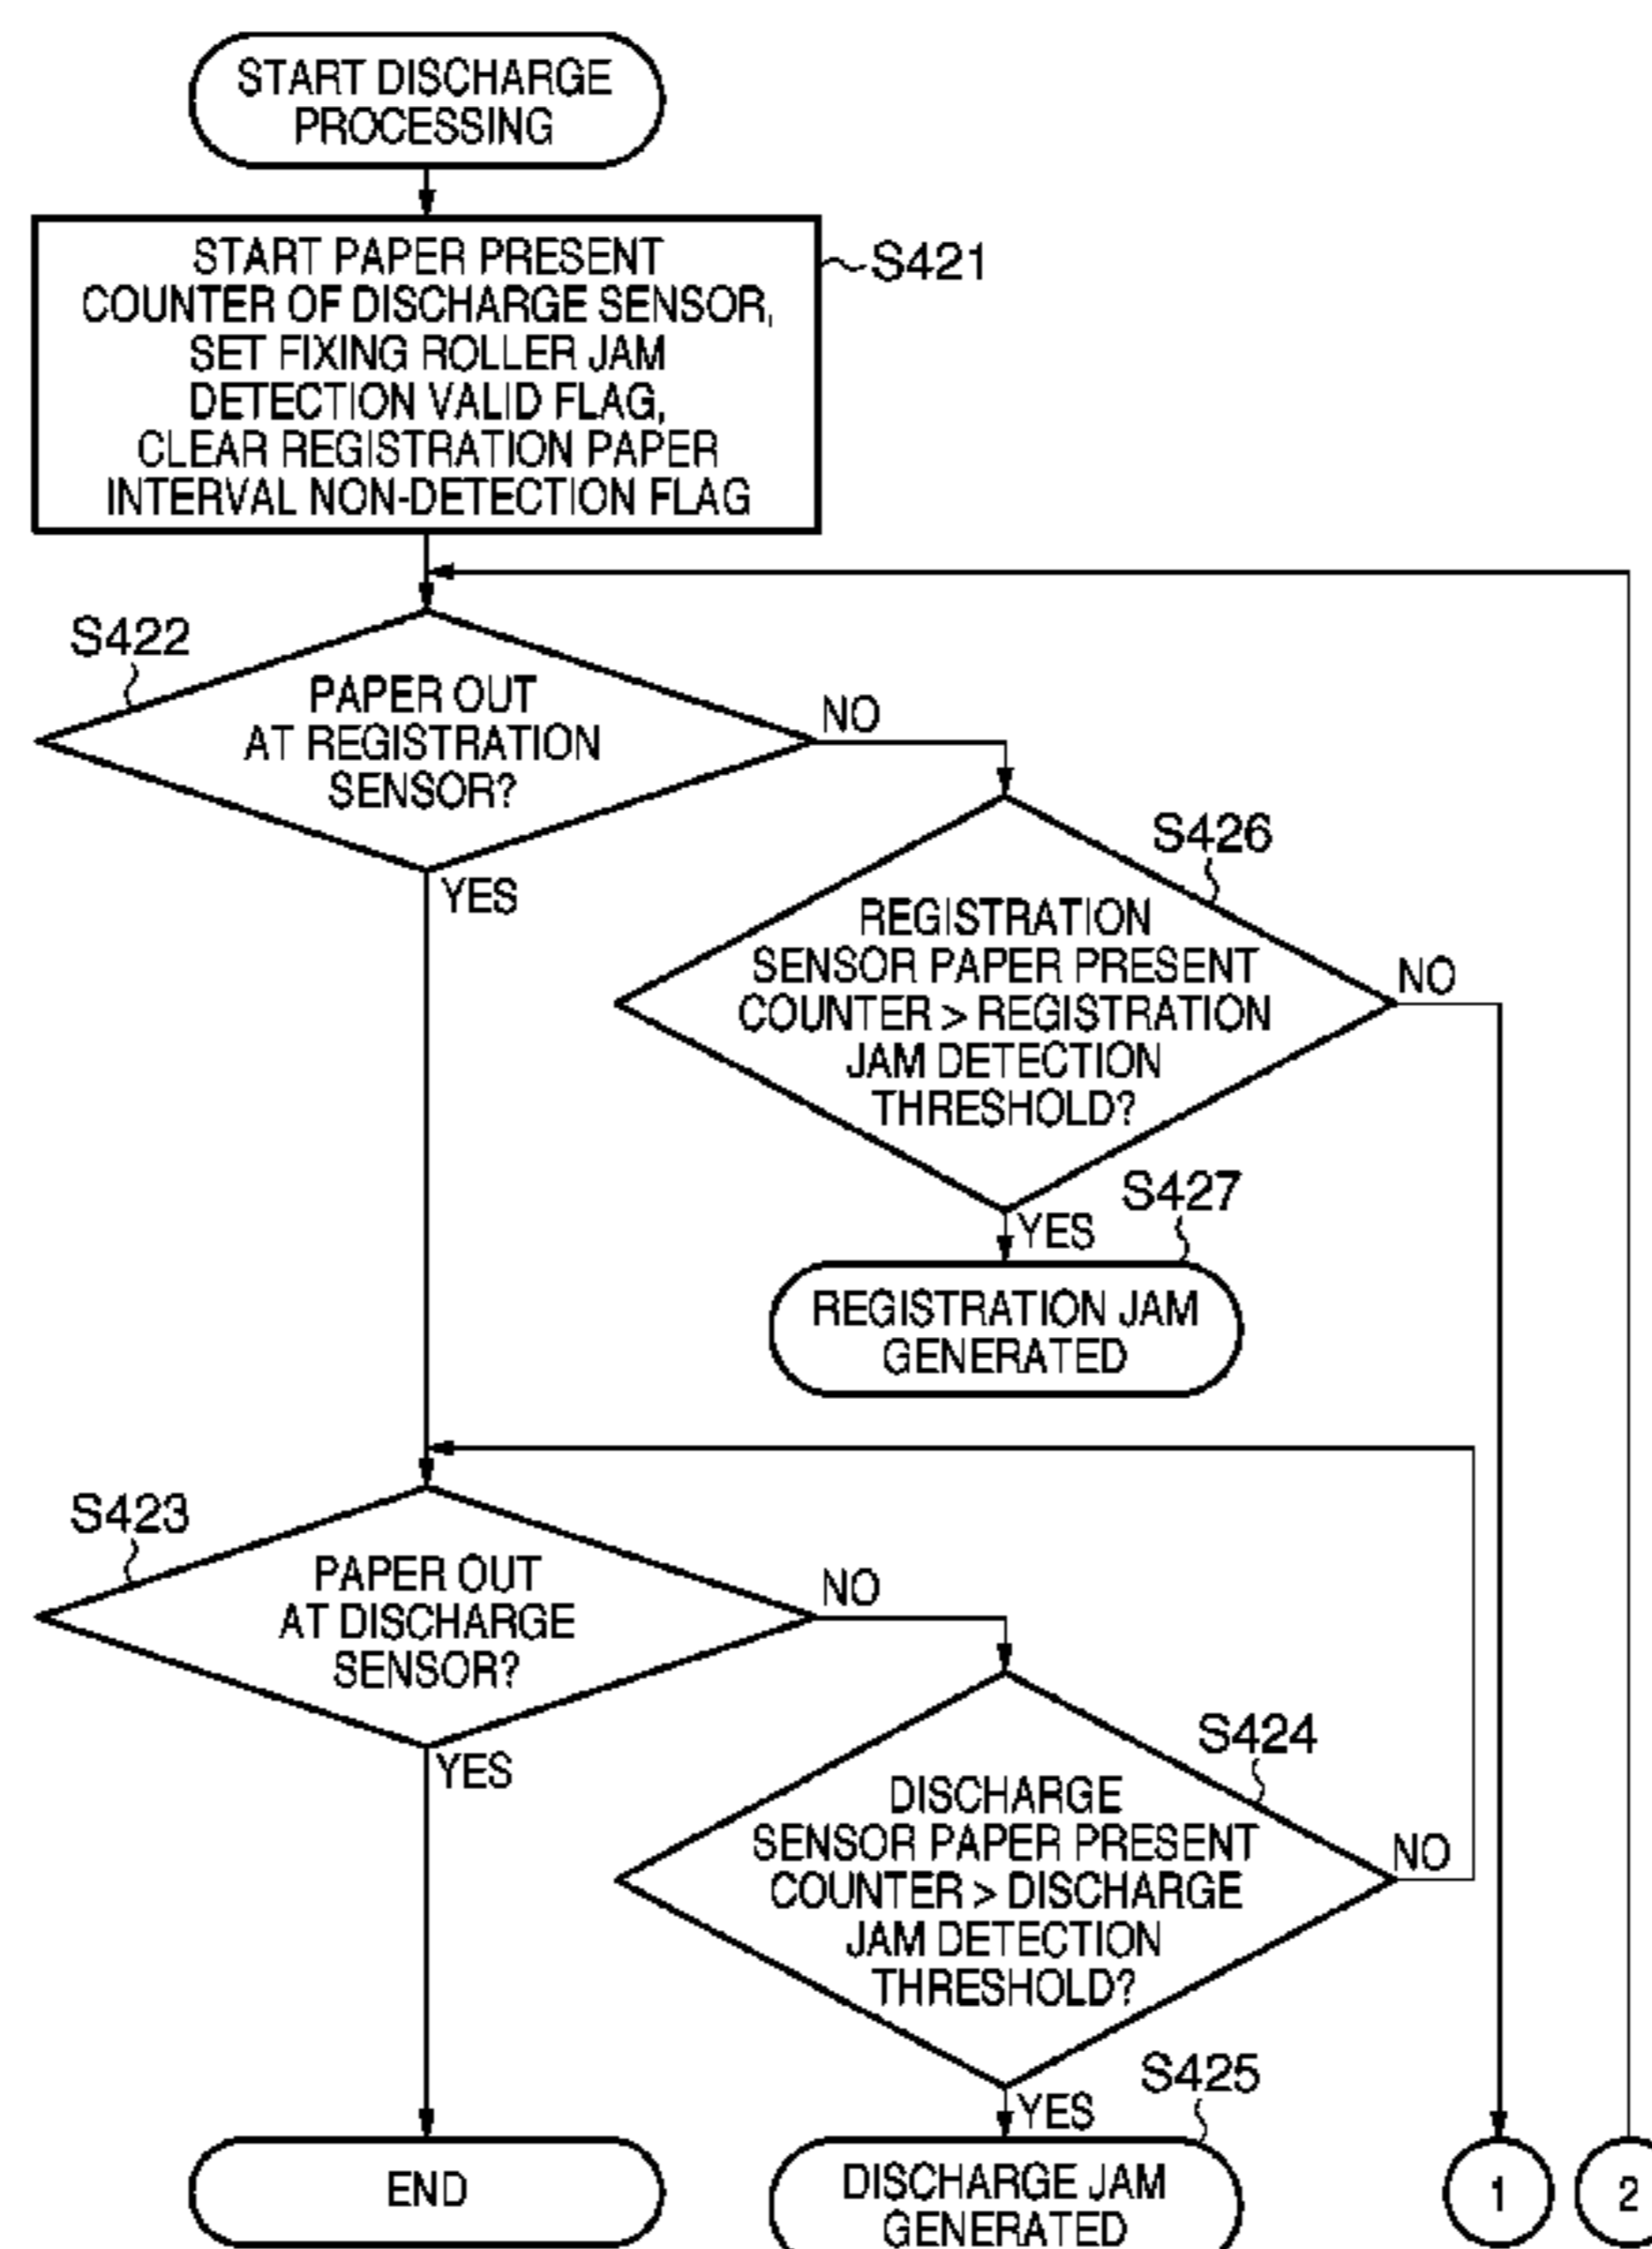 START DISCHARGE
PROCESSING
START PAPER PRESENT
COUNTER OF DISCHARGE SENSOR,
SET FIXING ROLLER JAM
DETECTION VALID FLAG,
CLEAR REGISTRATION PAPER
INTERVAL NON-DETECTION FLAG
S421
S422
PAPER OUT
AT REGISTRATION
SENSOR?
NO
YES
S426
REGISTRATION
SENSOR PAPER PRESENT
COUNTER > REGISTRATION
JAM DETECTION
THRESHOLD?
NO
YES
S427
REGISTRATION JAM
GENERATED
S423
PAPER OUT
AT DISCHARGE
SENSOR?
NO
YES
S424
DISCHARGE
SENSOR PAPER PRESENT
COUNTER > DISCHARGE
JAM DETECTION
THRESHOLD?
NO
YES
S425
END
DISCHARGE JAM
GENERATED
1
2